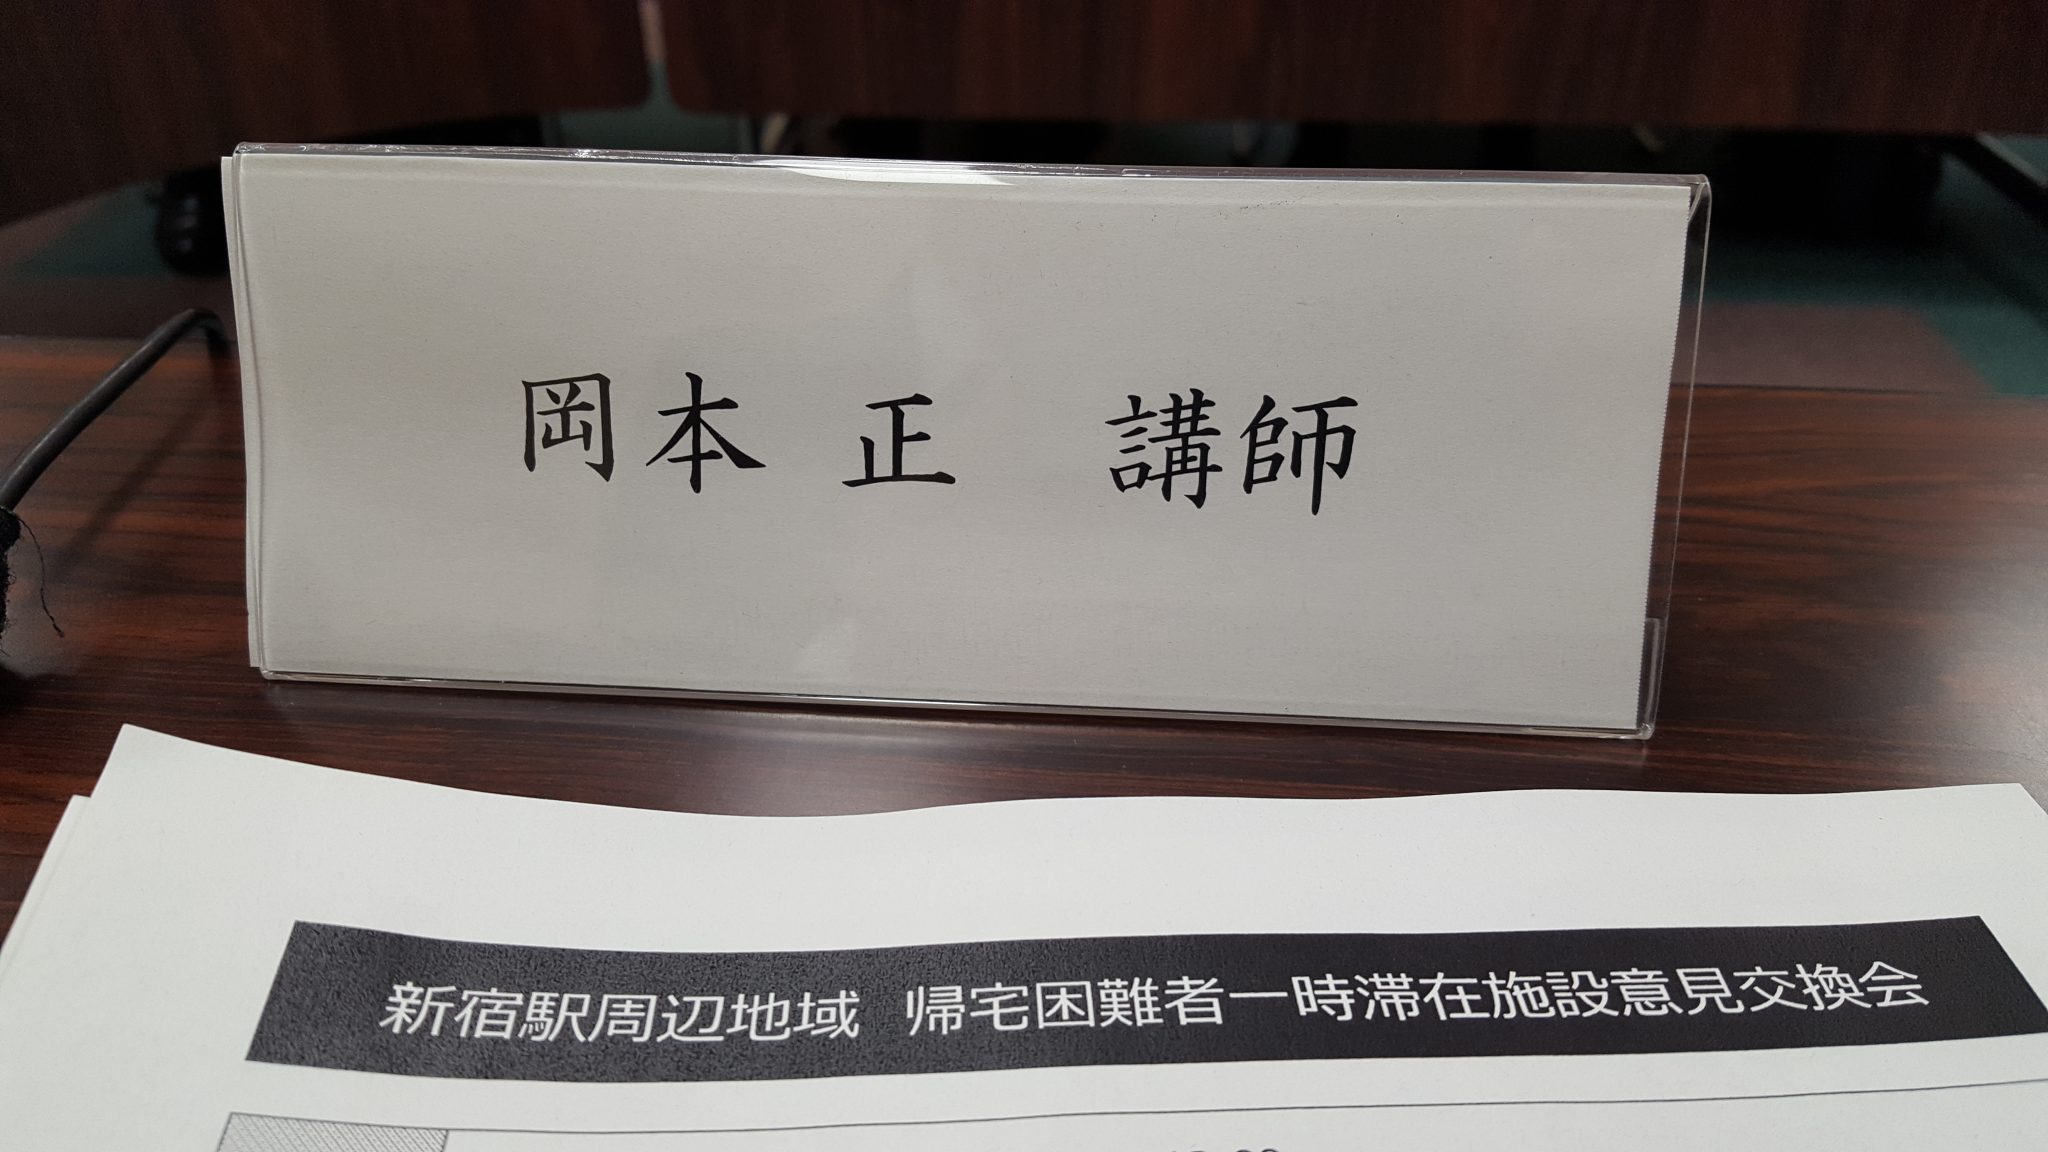 岡本 正 講師
新宿駅周辺地域 帰宅困難者一時滞在施設意見交換会